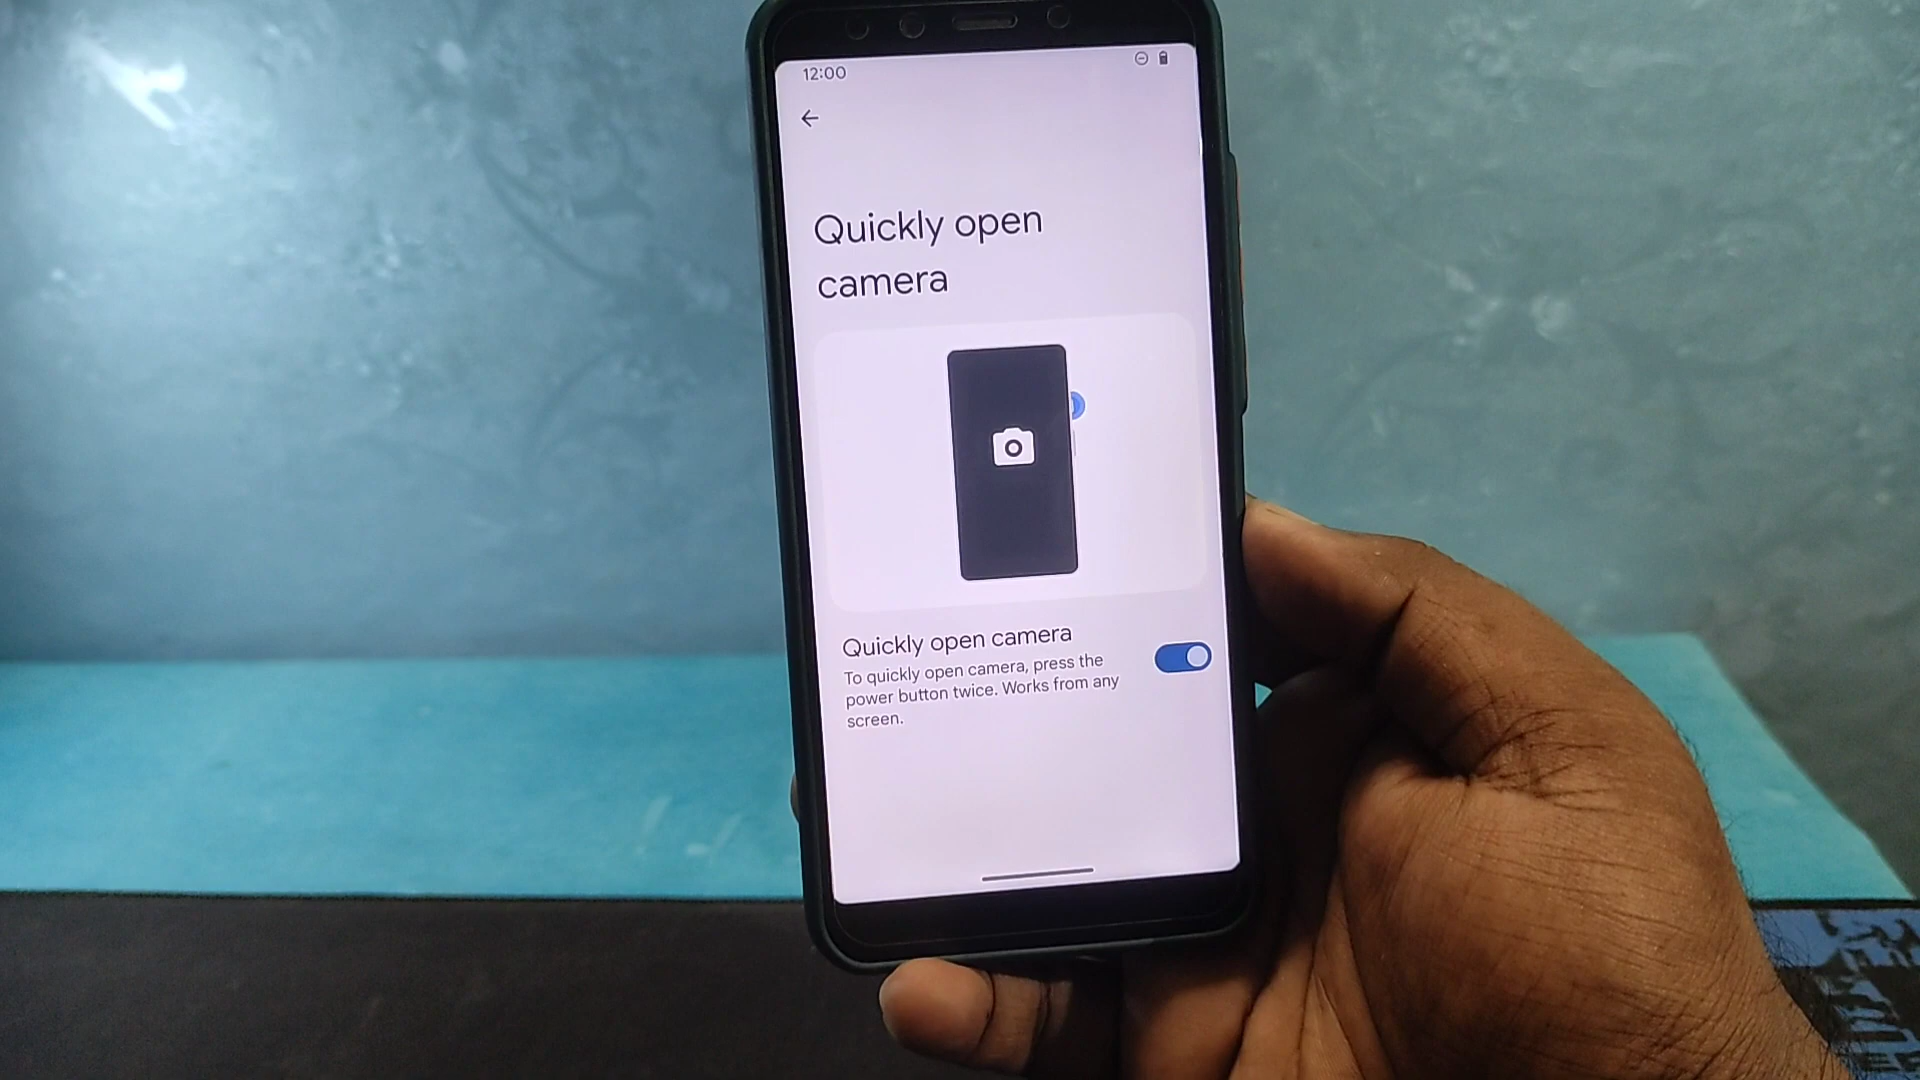 12:00
Quickly open
camera
Quickly open camera
To quickly open camera, press the
power button twice. Works from any
screen.